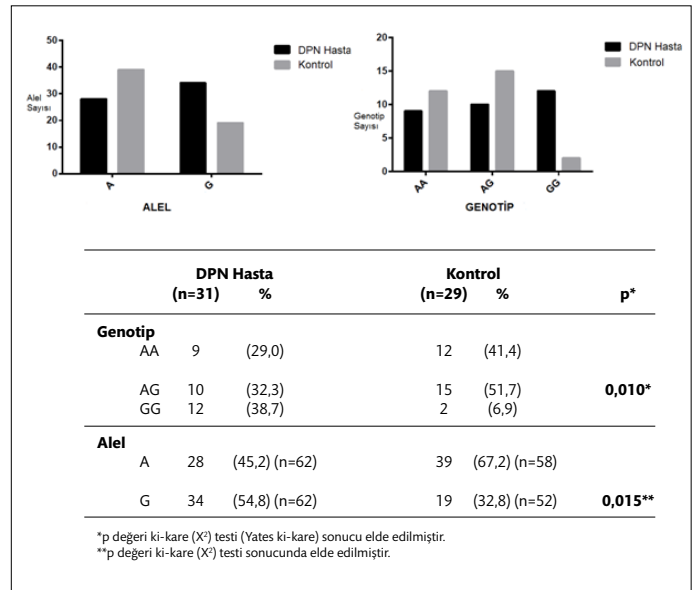 50
40
30
20
10
0
Alel
Sayısı
A
G
ALEL
DPN Hasta
Kontrol
20
15
10
5
0
Genotip
Sayısı
AA
AG
GG
GENOTİP
DPN Hasta
Kontrol
DPN Hasta Kontrol
(n=31) % (n=29) % p*
Genotip
AA 9 (29,0) 12 (41,4)
AG 10 (32,3) 15 (51,7) 0,010*
GG 12 (38,7) 2 (6,9)
Alel
A 28 (45,2) (n=62) 39 (67,2) (n=58)
G 34 (54,8) (n=62) 19 (32,8) (n=52) 0,015**
*p değeri ki-kare (X²) testi (Yates ki-kare) sonucu elde edilmiştir.
**p değeri ki-kare (X²) testi sonucunda elde edilmiştir.